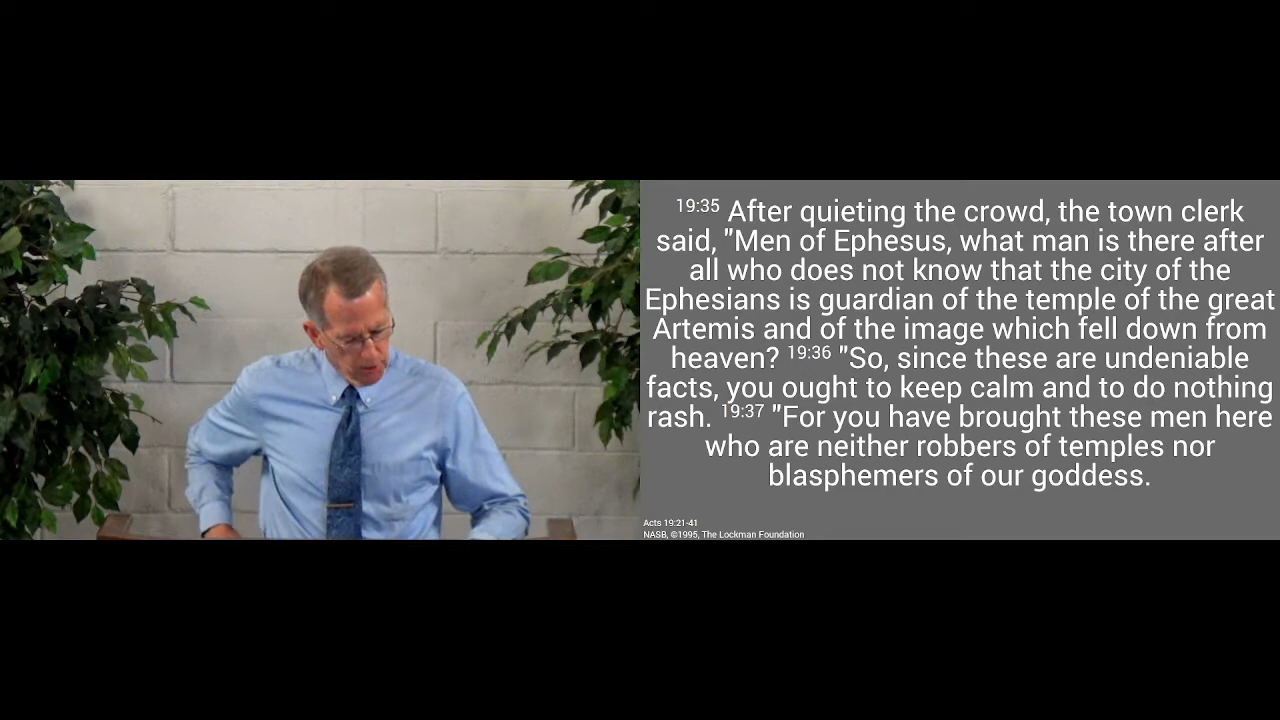 19:35 After quieting the crowd, the town clerk
said, "Men of Ephesus, what man is there after
all who does not know that the city of the
Ephesians is guardian of the temple of the great
Artemis and of the image which fell down from
heaven? 19:36 "So, since these are undeniable
facts, you ought to keep calm and to do nothing
rash. 19:37 "For you have brought these men here
who are neither robbers of temples nor
blasphemers of our goddess.
Acts 19:21-41
NASB, ©1995, The Lockman Foundation